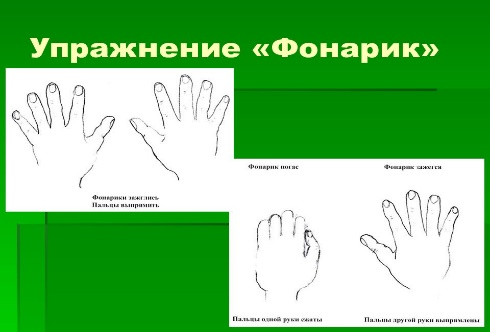 Упражнение «Фонарик»
Фонарики зажглись
Пальцы выпрямить
Фонарик погас
Фонарик зажегся
Пальцы одной руки сжаты
Пальцы другой руки выпрямлены